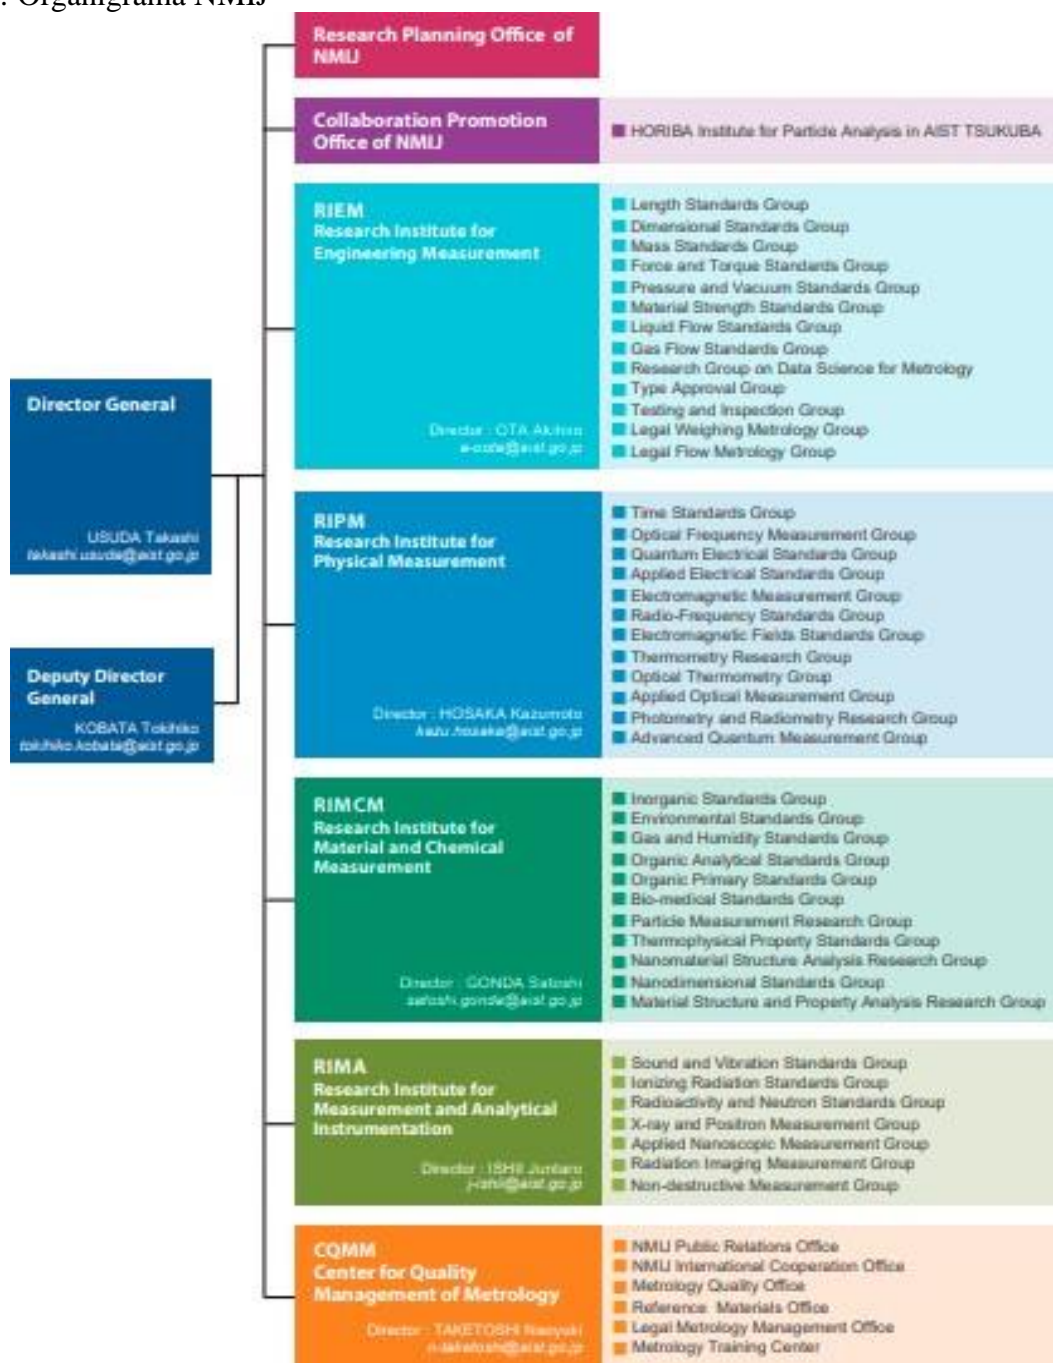 : Organigrama NMIJ
Research Planning Office of
NMIJ
Collaboration Promotion
Office of NMIJ
HORIBA Institute for Particle Analysis in AIST TSUKUBA
RIEM
Research Institute for
Engineering Measurement
Director : OTA Akihiro
Length Standards Group
Dimensional Standards Group
Mass Standards Group
Force and Torque Standards Group
Pressure and Vacuum Standards Group
Material Strength Standards Group
Liquid Flow Standards Group
Gas Flow Standards Group
Research Group on Data Science for Metrology
Type Approval Group
Testing and Inspection Group
Legal Weighing Metrology Group
Legal Flow Metrology Group
Director General
USUDA Takashi
takashi.usuda@aist.go.jp
Deputy Director
General
KOBATA Tokihiko
tokihiko.kobata@aist.go.jp
RIPM
Research Institute for
Physical Measurement
Director : HOSAKA Kazumoto
kazu.hosaka@aist.go.jp
Time Standards Group
Optical Frequency Measurement Group
Quantum Electrical Standards Group
Applied Electrical Standards Group
Electromagnetic Measurement Group
Radio-Frequency Standards Group
Electromagnetic Fields Standards Group
Thermometry Research Group
Optical Thermometry Group
Applied Optical Measurement Group
Photometry and Radiometry Research Group
Advanced Quantum Measurement Group
RIMCM
Research Institute for
Material and Chemical
Measurement
Director : GONDA Satoshi
satoshi.gonda@aist.go.jp
Inorganic Standards Group
Environmental Standards Group
Gas and Humidity Standards Group
Organic Analytical Standards Group
Organic Primary Standards Group
Bio-medical Standards Group
Particle Measurement Research Group
Thermophysical Property Standards Group
Nanomaterial Structure Analysis Research Group
Nanodimensional Standards Group
Material Structure and Property Analysis Research Group
RIMA
Research Institute for
Measurement and Analytical
Instrumentation
Director : ISHII Juntaro
j-ishii@aist.go.jp
Sound and Vibration Standards Group
Ionizing Radiation Standards Group
Radioactivity and Neutron Standards Group
X-ray and Positron Measurement Group
Applied Nanoscopic Measurement Group
Radiation Imaging Measurement Group
Non-destructive Measurement Group
CQMM
Center for Quality
Management of Metrology
Director : TAKETOSHI Naoyuki
n-taketoshi@aist.go.jp
NMIJ Public Relations Office
NMIJ International Cooperation Office
Metrology Quality Office
Reference Materials Office
Legal Metrology Management Office
Metrology Training Center